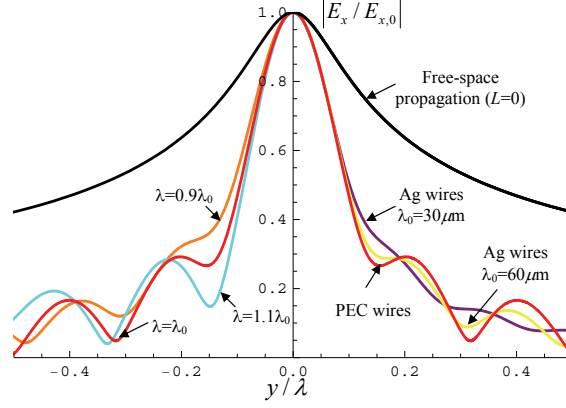 1.0
|E_x / E_{x,0}|
0.8
Free-space
propagation (L=0)
0.6
λ=0.9λ₀
0.4
Ag wires
λ₀=30μm
Ag wires
λ₀=60μm
0.2
PEC wires
λ=λ₀
λ=1.1λ₀
-0.4
-0.2
0.0
0.2
0.4
y/λ